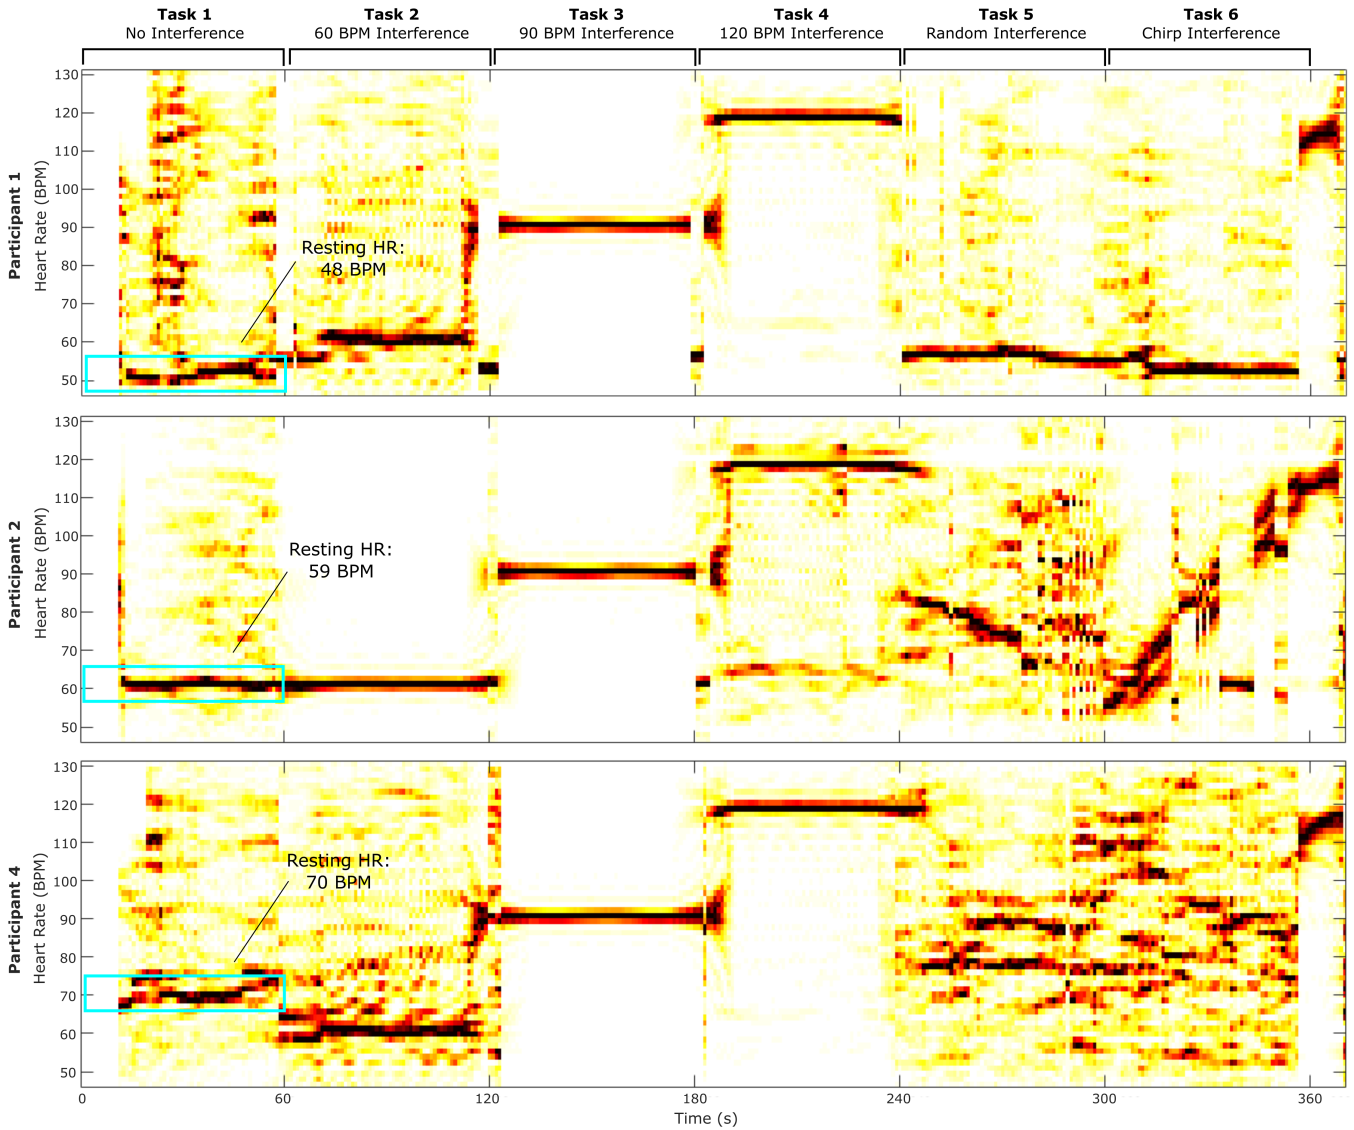 Task 1
No Interference
Task 2
60 BPM Interference
Task 3
90 BPM Interference
Task 4
120 BPM Interference
Task 5
Random Interference
Task 6
Chirp Interference
Participant 1
Heart Rate (BPM)
130
120
110
100
90
80
70
60
50
Resting HR:
48 BPM
Participant 2
Heart Rate (BPM)
130
120
110
100
90
80
70
60
50
Resting HR:
59 BPM
Participant 4
Heart Rate (BPM)
130
120
110
100
90
80
70
60
50
Resting HR:
70 BPM
0
60
120
180
240
300
360
Time (s)